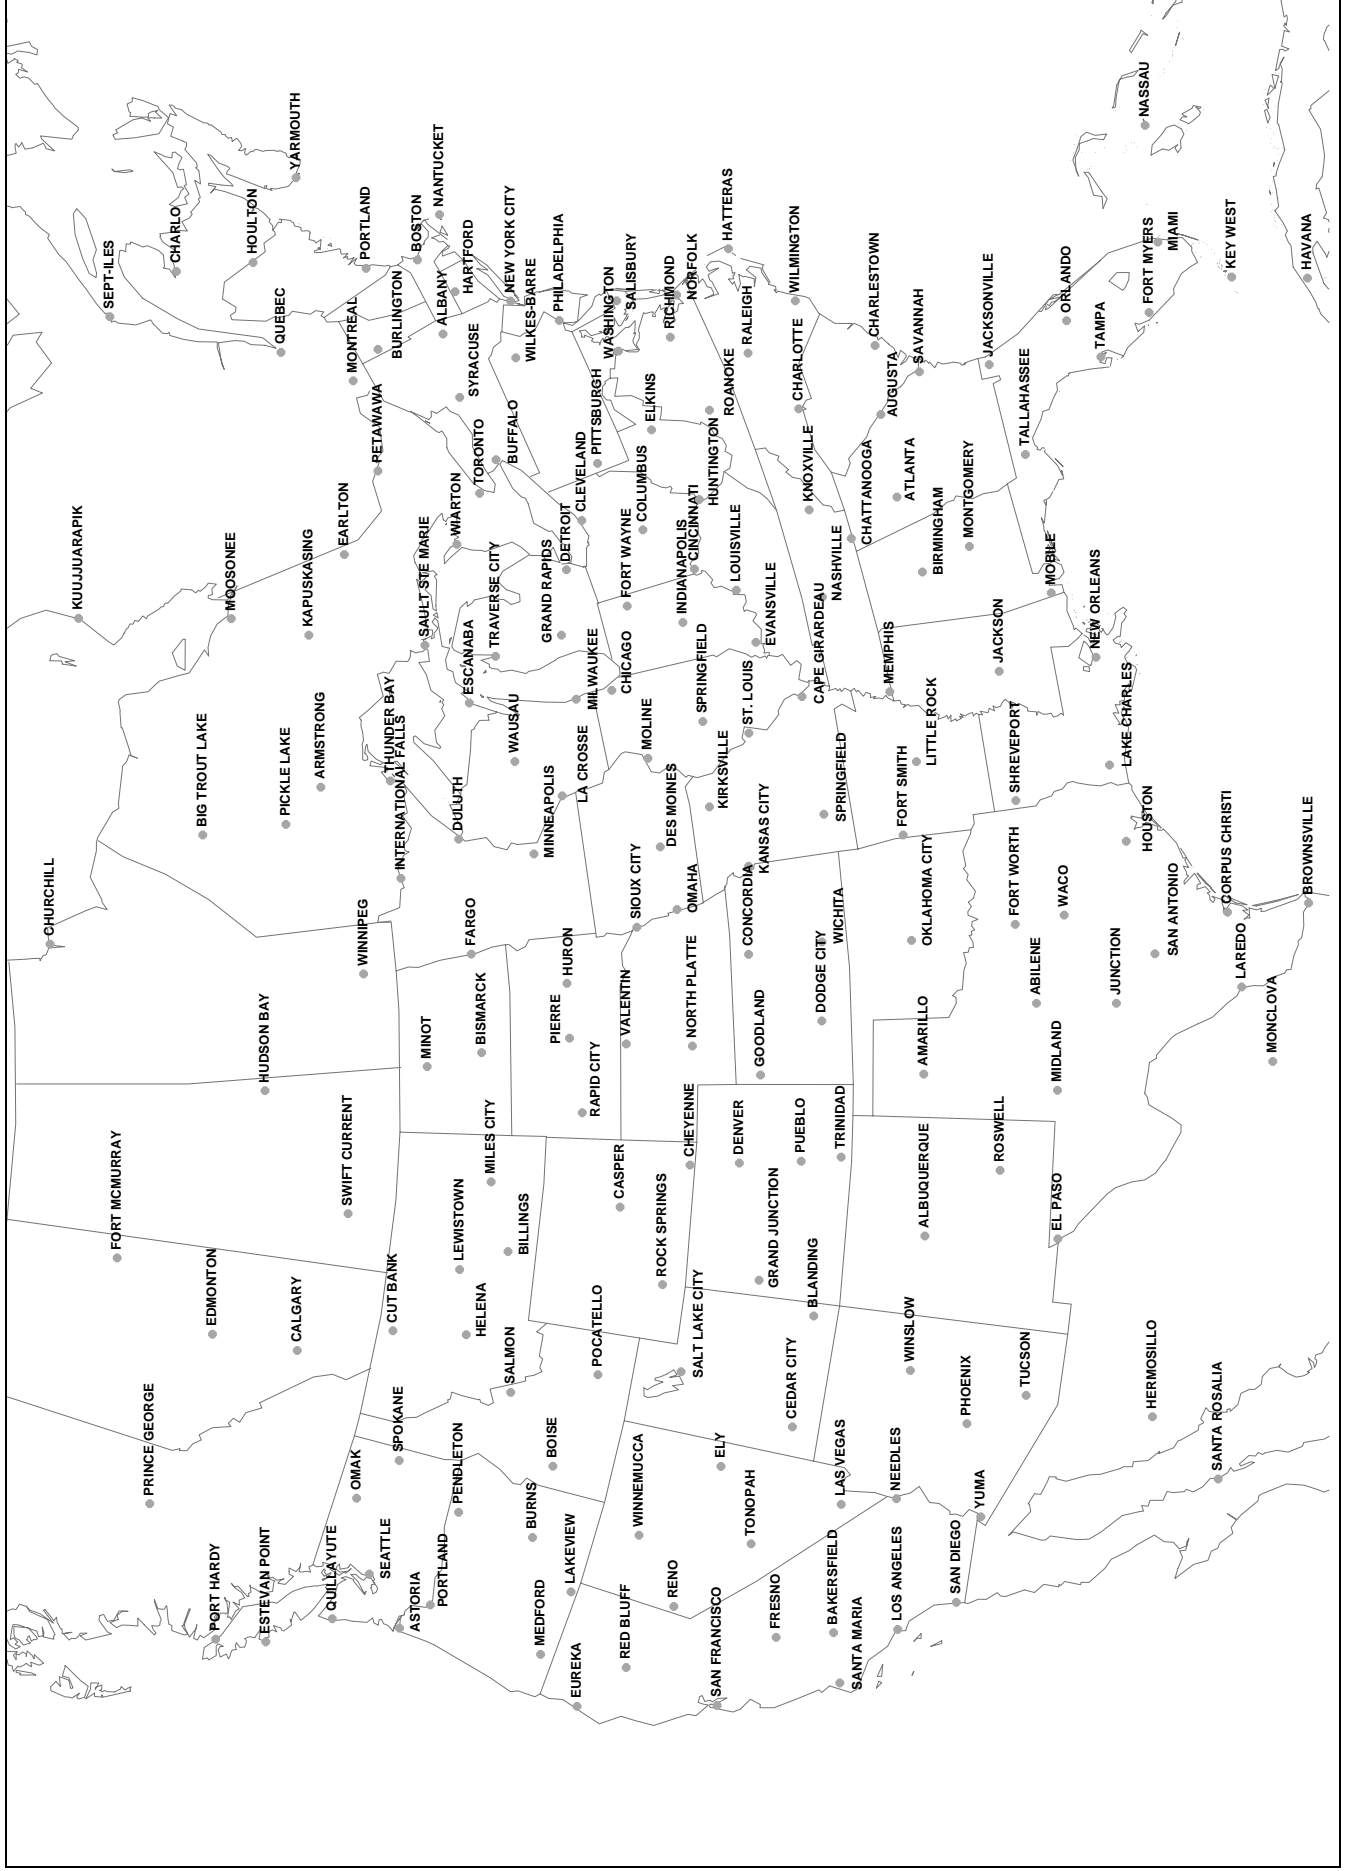 CHURCHILL
KUUJJUARAPIK
SEPT-ILES
FORT MCMURRAY
PRINCE GEORGE
CHARLO
BIG TROUT LAKE
EDMONTON
PORT HARDY
MOOSONEE
HOULTON
HUDSON BAY
ESTEVAN POINT
QUEBEC
PICKLE LAKE
CALGARY
YARMOUTH
KAPUSKASING
ARMSTRONG
QUILLAYUTE
EARLTON
SWIFT CURRENT
MONTREAL
OMAK
WINNIPEG
PORTLAND
SEATTLE
PETAWAWA
BURLINGTON
THUNDER BAY
CUT BANK
SPOKANE
INTERNATIONAL FALLS
ASTORIA
BOSTON
SAULT STE MARIE
MINOT
NANTUCKET
ALBANY
PORTLAND
WIARTON
HARTFORD
DULUTH
LEWISTOWN
PENDLETON
SYRACUSE
ESCANABA
FARGO
TORONTO
BISMARCK
HELENA
MILES CITY
TRAVERSE CITY
BUFFALO
NEW YORK CITY
SALMON
WAUSAU
BILLINGS
WILKES-BARRE
BURNS
MINNEAPOLIS
MEDFORD
BOISE
GRAND RAPIDS
PHILADELPHIA
PIERRE
DETROIT
HURON
LAKEVIEW
EUREKA
CLEVELAND
LA CROSSE
MILWAUKEE
RAPID CITY
PITTSBURGH
POCATELLO
WASHINGTON
SALISBURY
CASPER
CHICAGO
FORT WAYNE
VALENTIN
RED BLUFF
SIOUX CITY
COLUMBUS
WINNEMUCCA
MOLINE
ELKINS
ROCK SPRINGS
RICHMOND
DES MOINES
RENO
NORFOLK
INDIANAPOLIS
OMAHA
CHEYENNE
NORTH PLATTE
CINCINNATI
SALT LAKE CITY
SPRINGFIELD
HUNTINGTON
KIRKSVILLE
SAN FRANCISCO
ELY
HATTERAS
ROANOKE
LOUISVILLE
DENVER
RALEIGH
ST. LOUIS
CONCORDIA
TONOPAH
KANSAS CITY
GOODLAND
EVANSVILLE
GRAND JUNCTION
FRESNO
WILMINGTON
CHARLOTTE
CEDAR CITY
PUEBLO
KNOXVILLE
BLANDING
CAPE GIRARDEAU
DODGE CITY
NASHVILLE
WICHITA
SPRINGFIELD
TRINIDAD
BAKERSFIELD
LAS VEGAS
SANTA MARIA
CHATTANOOGA
CHARLESTOWN
AUGUSTA
MEMPHIS
NEEDLES
LOS ANGELES
ATLANTA
FORT SMITH
SAVANNAH
WINSLOW
AMARILLO
ALBUQUERQUE
OKLAHOMA CITY
LITTLE ROCK
BIRMINGHAM
MONTGOMERY
SAN DIEGO
PHOENIX
YUMA
JACKSONVILLE
JACKSON
ROSWELL
SHREVEPORT
FORT WORTH
TALLAHASSEE
TUCSON
ABILENE
MOBILE
MIDLAND
EL PASO
WACO
ORLANDO
NEW ORLEANS
TAMPA
JUNCTION
LAKE CHARLES
HOUSTON
NASSAU
FORT MYERS
HERMOSILLO
SAN ANTONIO
MIAMI
SANTA ROSALIA
CORPUS CHRISTI
KEY WEST
LAREDO
MONCLOVA
BROWNSVILLE
HAVANA